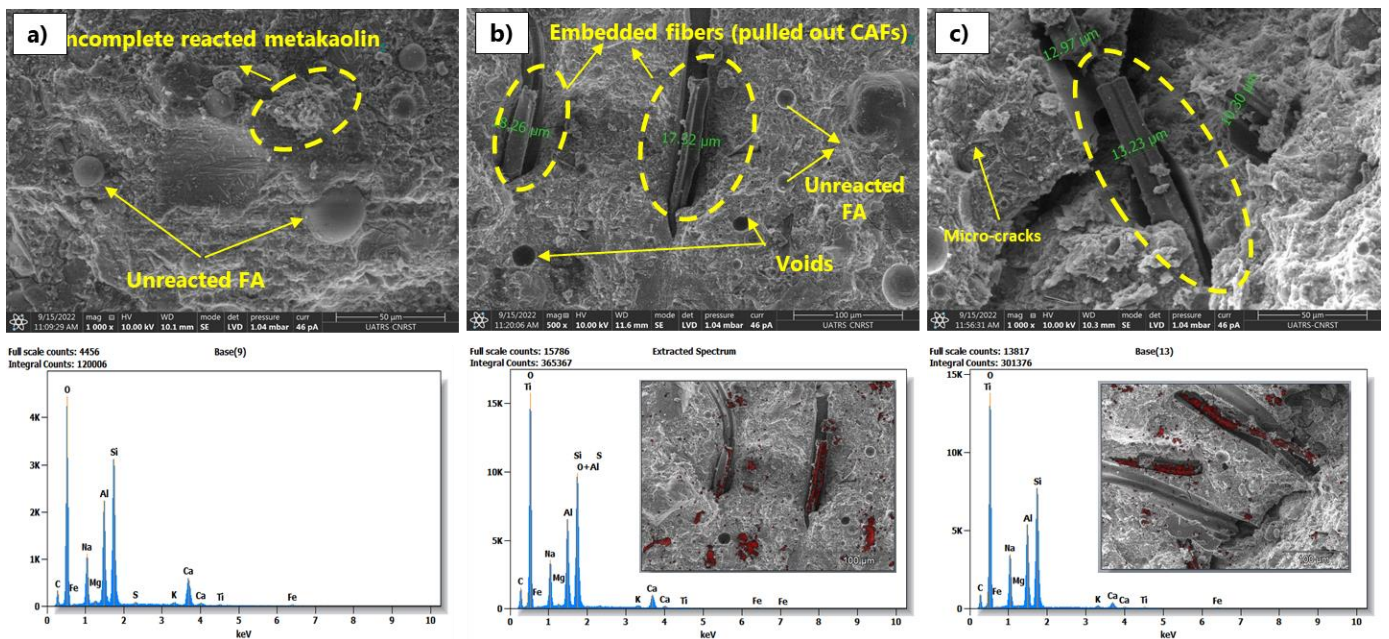 a)
ncomplete reacted metakaolin
Unreacted FA
9/15/2022
11:09:29 AM
mag
1 000 x
HV
10.00 kV
WD
10.1 mm
mode
SE
det
LVD
pressure
1.04 mbar
curr
46 pA
50 µm
UATRS CNRST
b)
Embedded fibers (pulled out CAFs)
17.32 µm
Unreacted
FA
Voids
9/15/2022
11:20:06 AM
mag
500 x
HV
10.00 kV
WD
11.6 mm
mode
SE
det
LVD
pressure
1.04 mbar
curr
46 pA
100 µm
UATRS-CNRST
c)
12.97 µm
13.23 µm
Micro-cracks
9/15/2022
11:56:31 AM
mag
1 000 x
HV
10.00 kV
WD
10.3 mm
mode
SE
det
LVD
pressure
1.04 mbar
curr
46 pA
50 µm
UATRS-CNRST
Full scale counts: 4456
Integral Counts: 120006
Base(9)
4K
3K
2K
1K
0
O
Si
Al
Na
Ca
C
Fe
Mg
S
K
Ca
Ti
Fe
0 1 2 3 4 5 6 7 8 9 10
keV
Full scale counts: 15786
Integral Counts: 365367
Extracted Spectrum
15K
10K
5K
0
O
Ti
Si S
O+Al
Al
Na
C
Fe
Mg
Ca
K
Ca
Ti
Fe
Fe
100µm
0 2 4 6 8 10
keV
Full scale counts: 13817
Integral Counts: 301376
Base(13)
15K
10K
5K
0
O
Ti
Si
Al
Na
Mg
C
Fe
Ca
K
Ca
Ti
Fe
0 1 2 3 4 5 6 7 8 9 10
keV